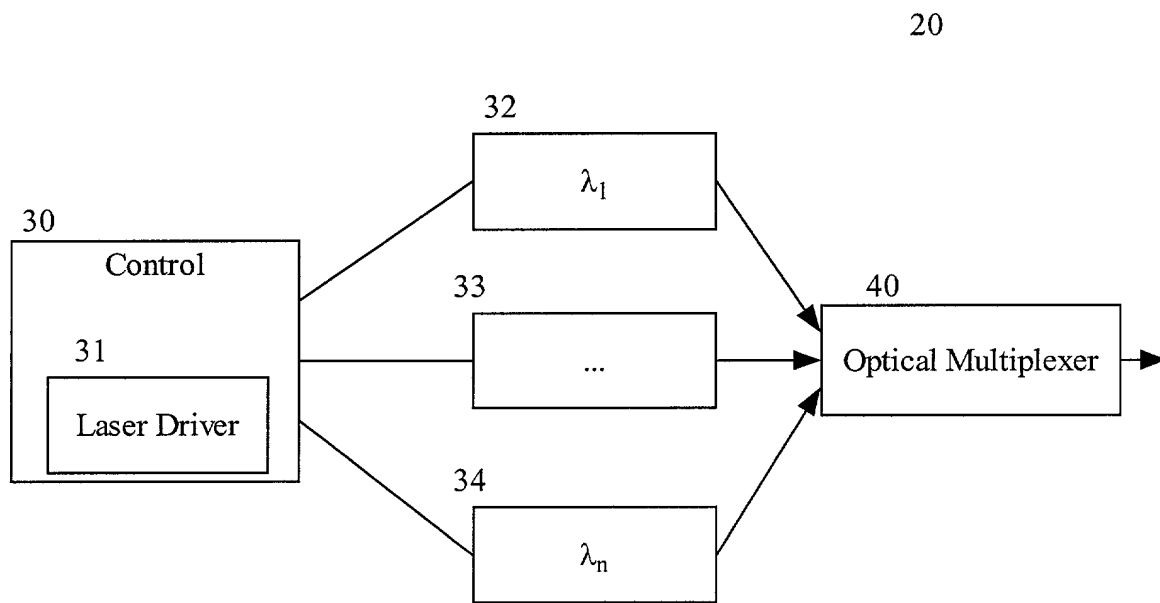 20
32
λ1
30
Control
33
...
40
Optical Multiplexer
31
Laser Driver
34
λn